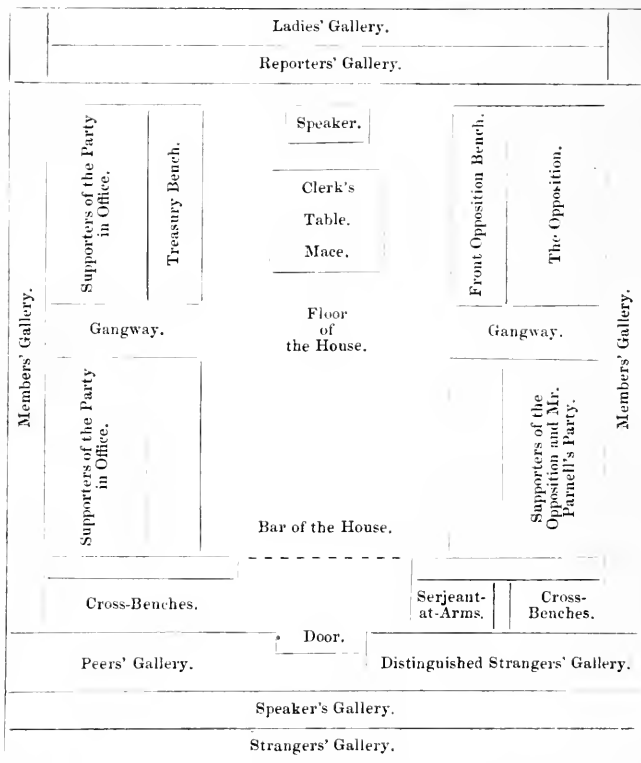 Ladies' Gallery.
Reporters' Gallery.
Members' Gallery.
Supporters of the Party
in Office.
Treasury Bench.
Speaker.
Clerk's
Table.
Mace.
Front Opposition Bench.
The Opposition.
Members' Gallery.
Gangway.
Floor
of
the House.
Gangway.
Supporters of the Party
in Office.
Supporters of the
Opposition and Mr.
Parnell's Party.
Bar of the House.
Cross-Benches.
Serjeant-
at-Arms.
Cross-
Benches.
Door.
Peers' Gallery.
Distinguished Strangers' Gallery.
Speaker's Gallery.
Strangers' Gallery.